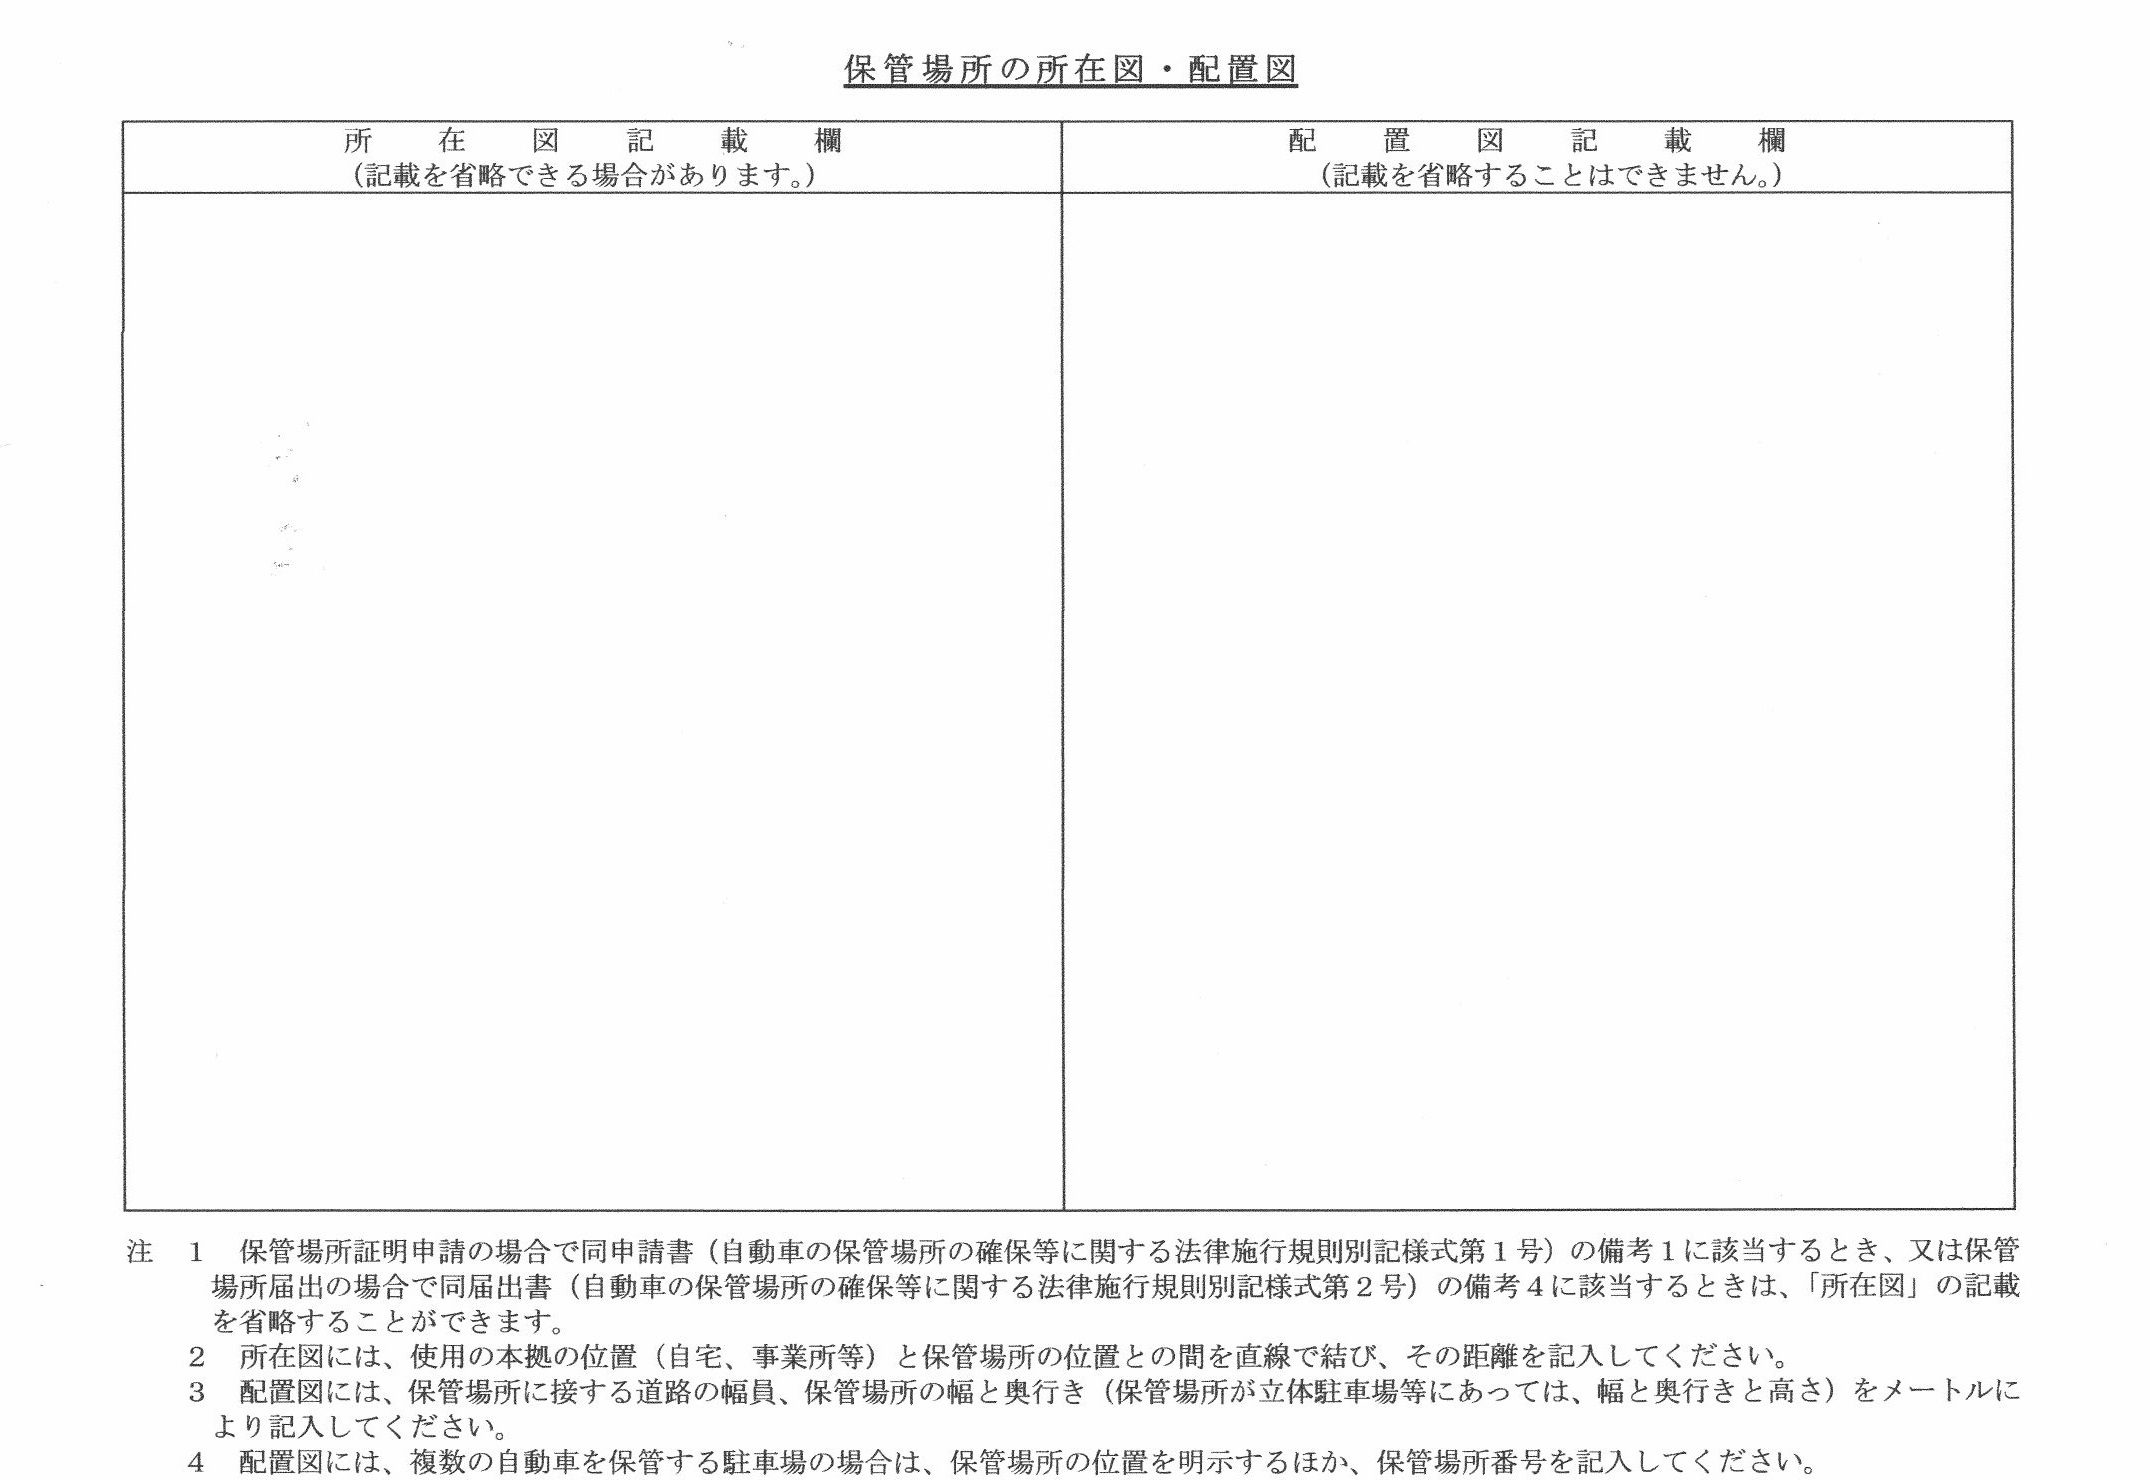 保管場所の所在図・配置図
所在図記載欄
（記載を省略できる場合があります。）
配置図記載欄
（記載を省略することはできません。）
注　１　保管場所証明申請の場合で同申請書（自動車の保管場所の確保等に関する法律施行規則別記様式第１号）の備考１に該当するとき、又は保管
場所届出の場合で同届出書（自動車の保管場所の確保等に関する法律施行規則別記様式第２号）の備考４に該当するときは、「所在図」の記載
を省略することができます。
２　所在図には、使用の本拠の位置（自宅、事業所等）と保管場所の位置との間を直線で結び、その距離を記入してください。
３　配置図には、保管場所に接する道路の幅員、保管場所の幅と奥行き（保管場所が立体駐車場等にあっては、幅と奥行きと高さ）をメートルに
より記入してください。
４　配置図には、複数の自動車を保管する駐車場の場合は、保管場所の位置を明示するほか、保管場所番号を記入してください。